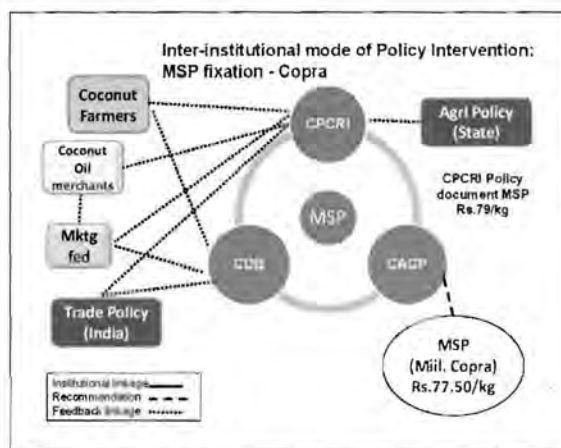 Inter-institutional mode of Policy Intervention:
MSP fixation - Copra
Coconut
Farmers
CPCRI
Agri Policy
(State)
Coconut
Oil
merchants
CPCRI Policy
document MSP
Rs.79/kg
MSP
Mktg
fed
CDB
CACP
Trade Policy
(India)
MSP
(Mill. Copra)
Rs.77.50/kg
Institutional linkage
Recommendation
Feedback linkage